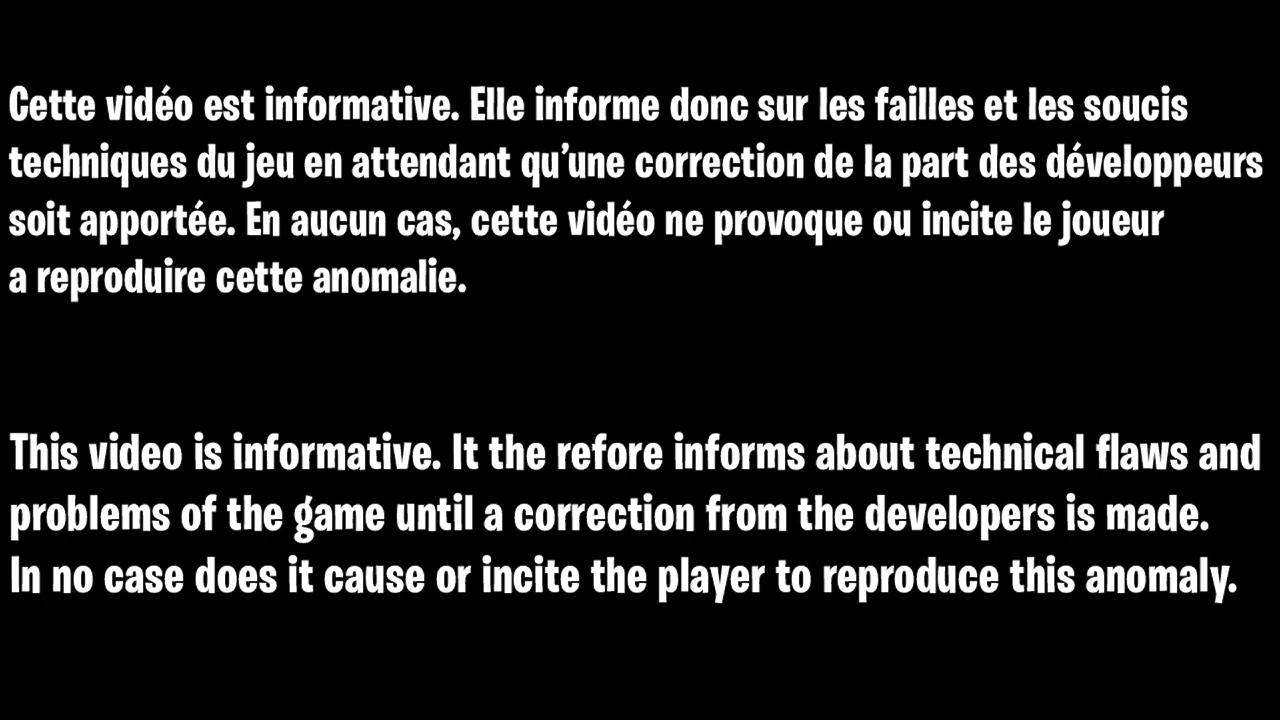 Cette vidéo est informative. Elle informe donc sur les failles et les soucis
techniques du jeu en attendant qu’une correction de la part des développeurs
soit apportée. En aucun cas, cette vidéo ne provoque ou incite le joueur
a reproduire cette anomalie.
This video is informative. It the refore informs about technical flaws and
problems of the game until a correction from the developers is made.
In no case does it cause or incite the player to reproduce this anomaly.